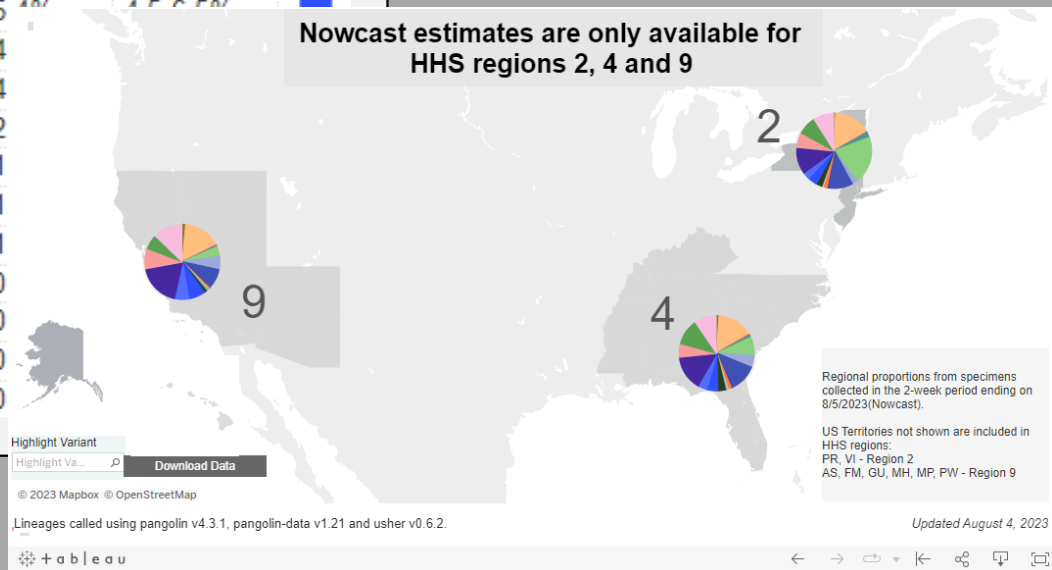 Nowcast estimates are only available for
HHS regions 2, 4 and 9
2
9
4
Regional proportions from specimens
collected in the 2-week period ending on
8/5/2023(Nowcast).
US Territories not shown are included in
HHS regions:
PR, VI - Region 2
AS, FM, GU, MH, MP, PW - Region 9
Highlight Variant
Highlight Va...
Download Data
© 2023 Mapbox © OpenStreetMap
Lineages called using pangolin v4.3.1, pangolin-data v1.21 and usher v0.6.2.
Updated August 4, 2023
+ableau